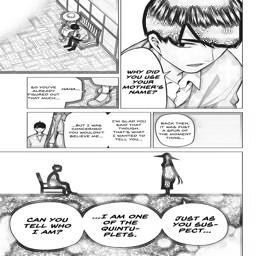 WHY DID
YOU USE
YOUR
MOTHER'S
NAME?
HAHA...
SO YOU'VE
ALREADY
FIGURED OUT
THAT MUCH...
BACK THEN,
IT WAS JUST
A SPUR OF
THE MOMENT
THING.
I'M GLAD YOU
SAID THAT
THOUGH.
THAT'S WHAT
I WANTED
TO TELL
YOU...
...BUT I WAS
CONCERNED
YOU WOULDN'T
BELIEVE ME...
JUST AS
YOU SUS-
PECT...
...I AM ONE
OF THE
QUINTU-
PLETS.
CAN YOU
TELL WHO
I AM?